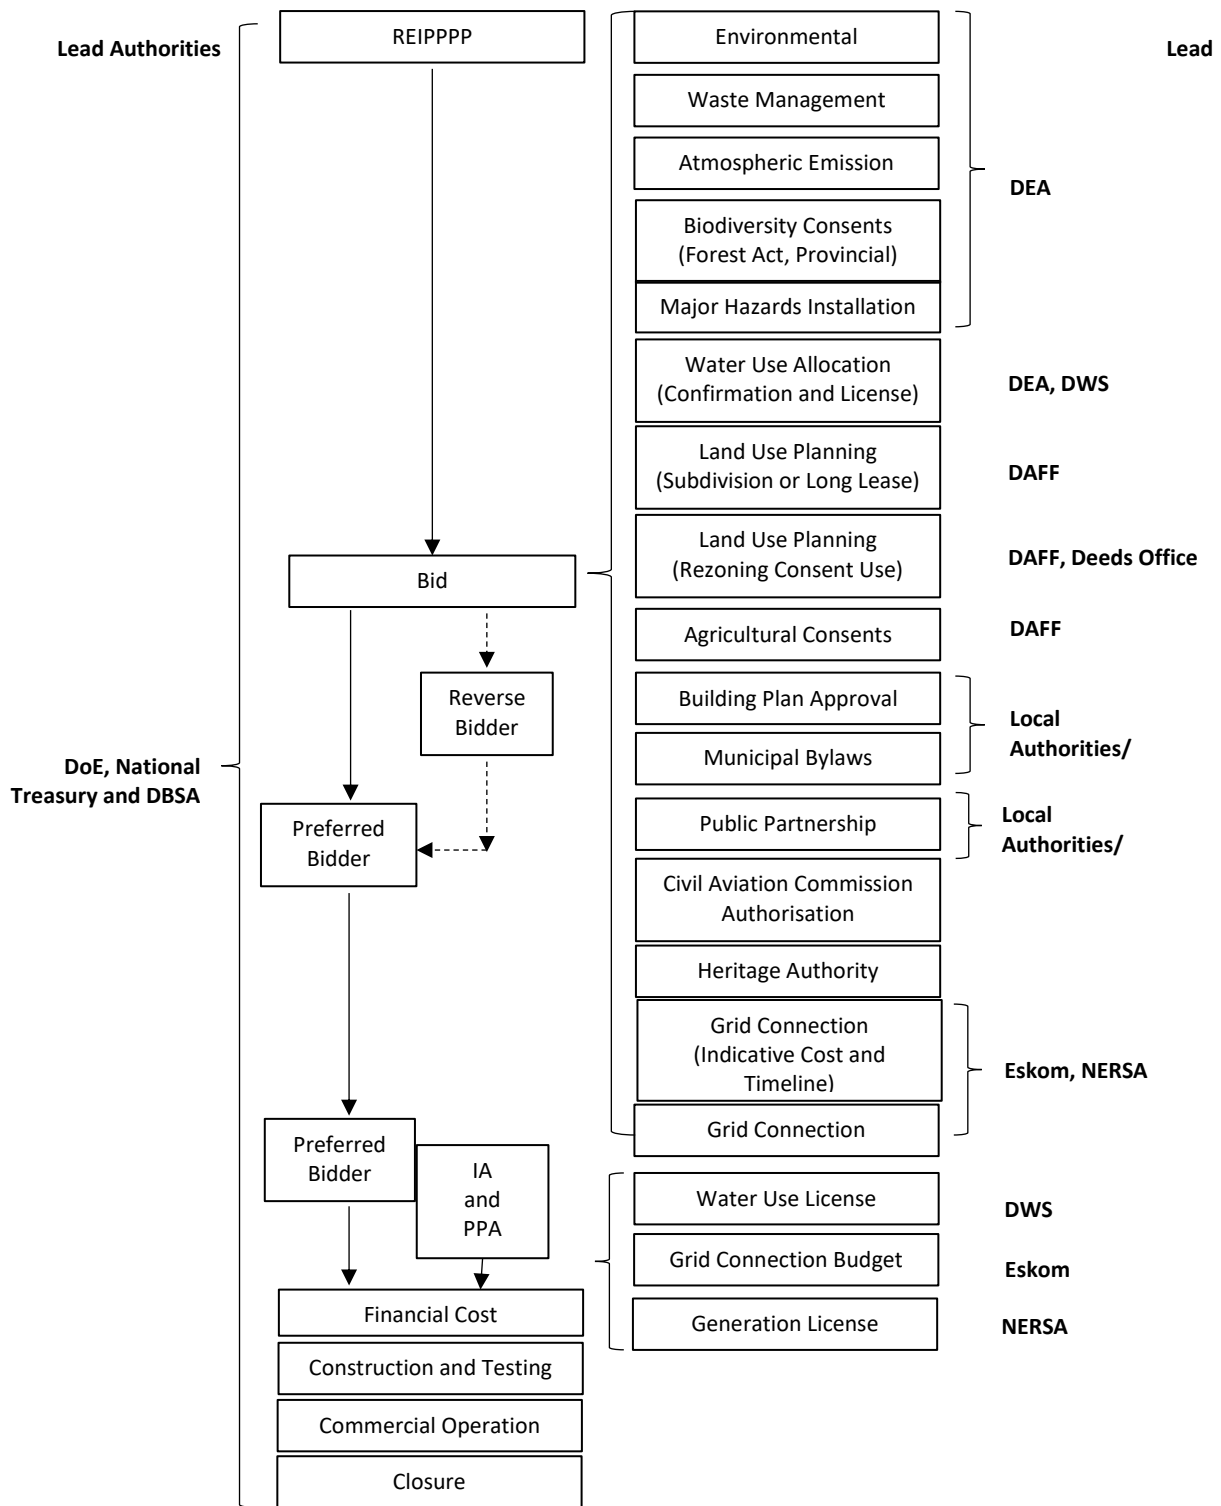 Lead Authorities
REIPPPP
Environmental
Lead
Waste Management
Atmospheric Emission
DEA
Biodiversity Consents
(Forest Act, Provincial)
Major Hazards Installation
Water Use Allocation
(Confirmation and License)
DEA, DWS
Land Use Planning
(Subdivision or Long Lease)
DAFF
Land Use Planning
(Rezoning Consent Use)
DAFF, Deeds Office
Bid
Agricultural Consents
DAFF
Reverse
Bidder
Building Plan Approval
Municipal Bylaws
Local
Authorities/
DoE, National
Treasury and DBSA
Preferred
Bidder
Public Partnership
Local
Authorities/
Civil Aviation Commission
Authorisation
Heritage Authority
Grid Connection
(Indicative Cost and
Timeline)
Eskom, NERSA
Grid Connection
Preferred
Bidder
IA
and
PPA
Water Use License
DWS
Grid Connection Budget
Eskom
Financial Cost
Generation License
NERSA
Construction and Testing
Commercial Operation
Closure